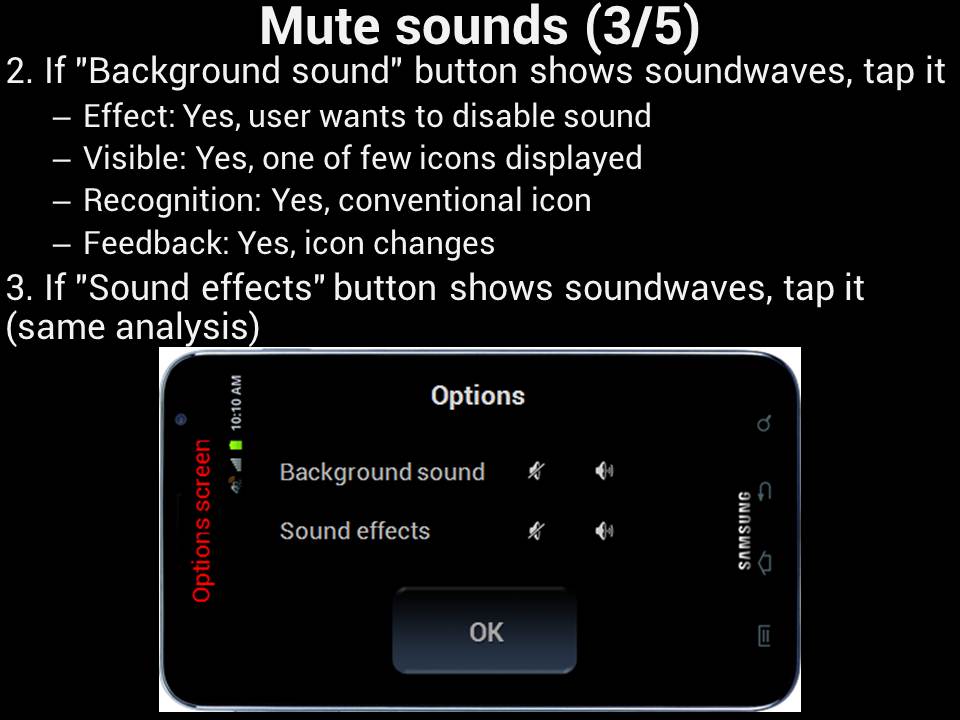 Mute sounds (3/5)
2. If "Background sound" button shows soundwaves, tap it
– Effect: Yes, user wants to disable sound
– Visible: Yes, one of few icons displayed
– Recognition: Yes, conventional icon
– Feedback: Yes, icon changes
3. If "Sound effects" button shows soundwaves, tap it
(same analysis)
Options screen
10:10 AM
Options
Background sound
Sound effects
OK
SAMSUNG